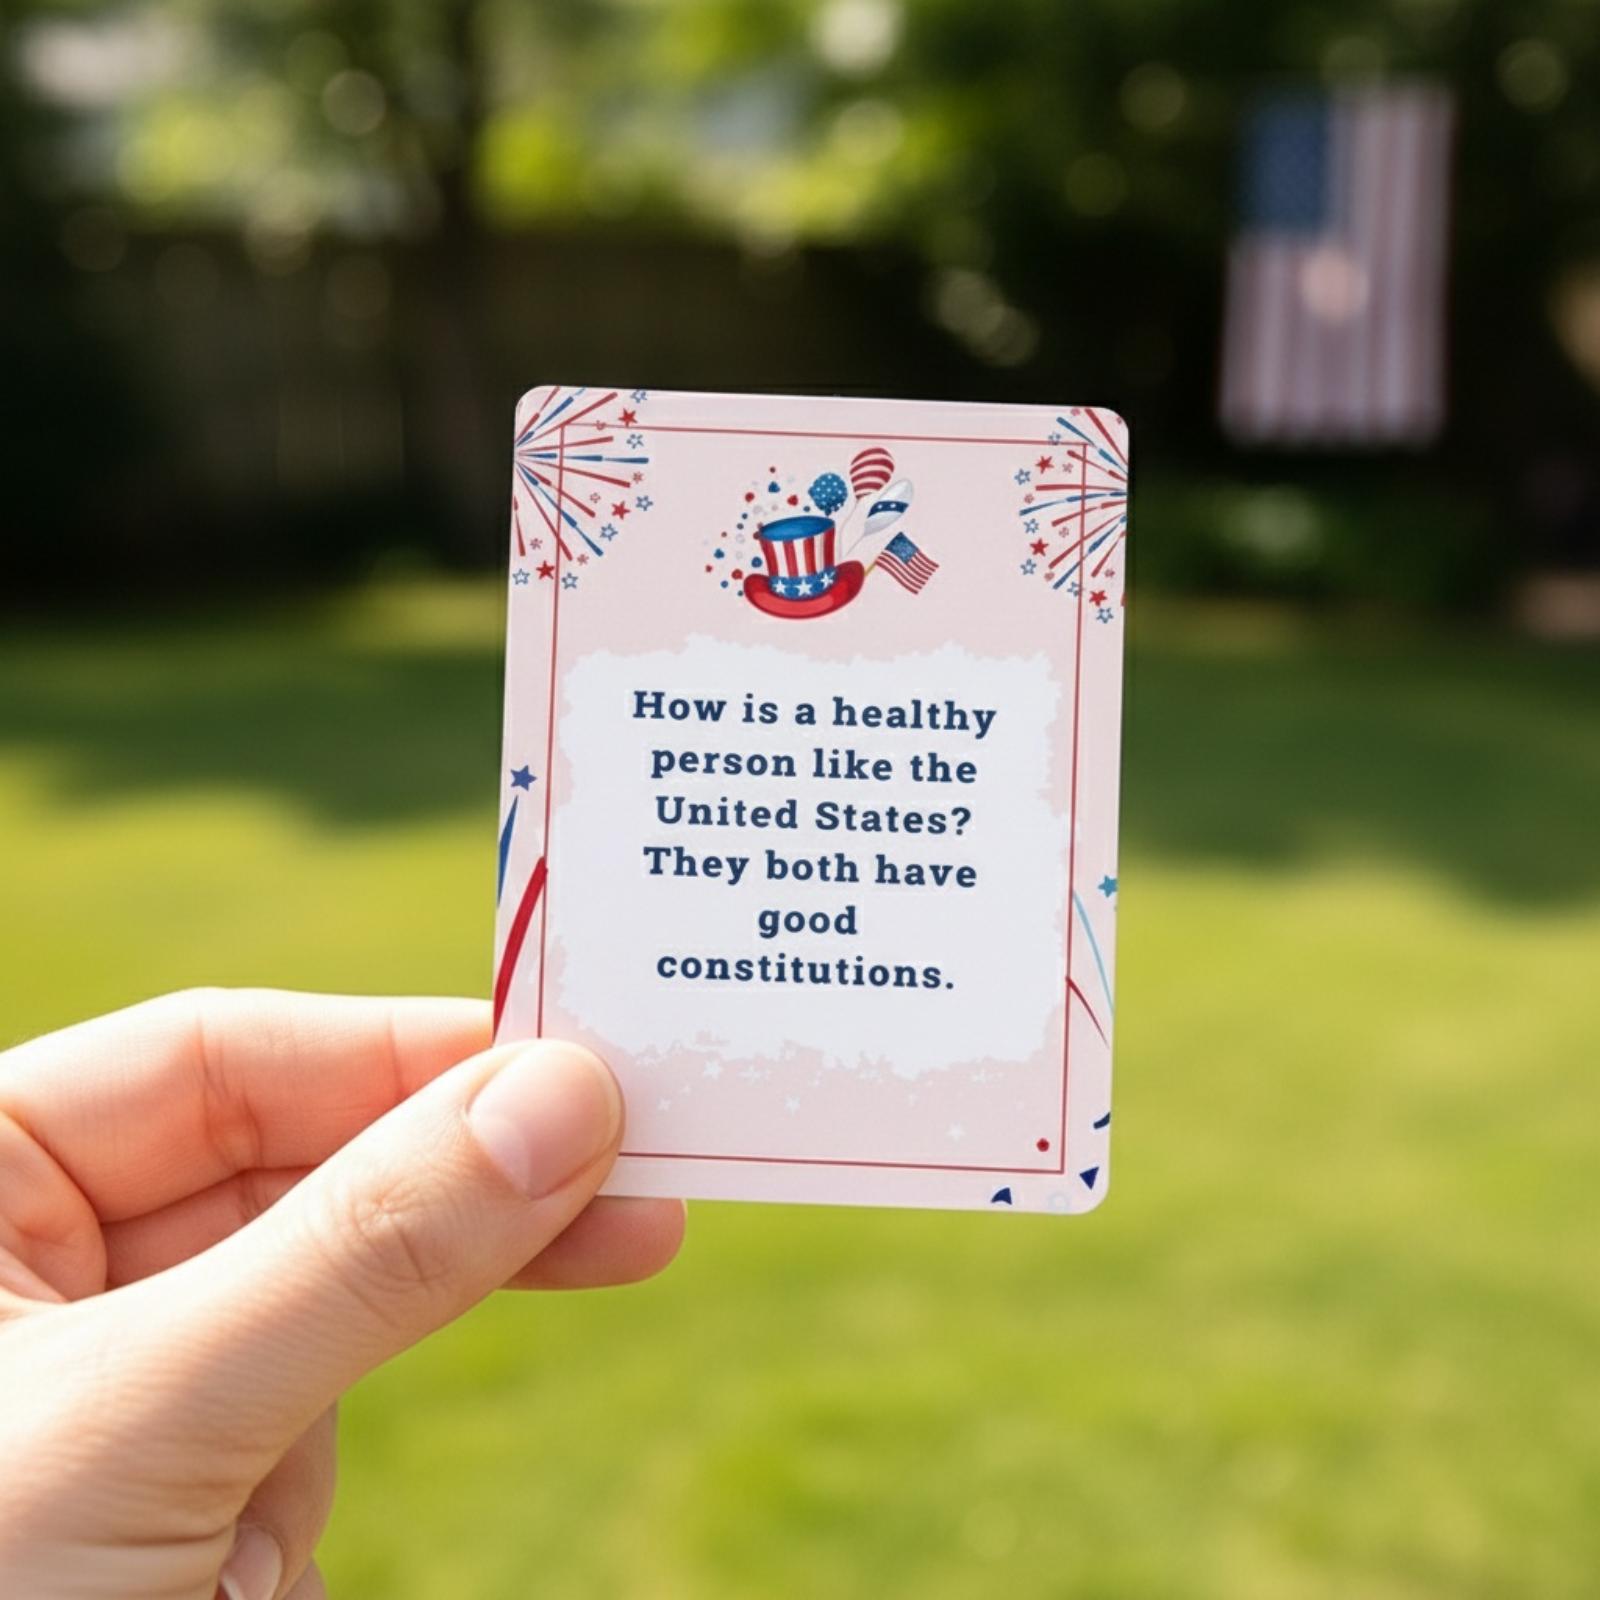 How is a healthy
person like the
United States?
They both have
good
constitutions.